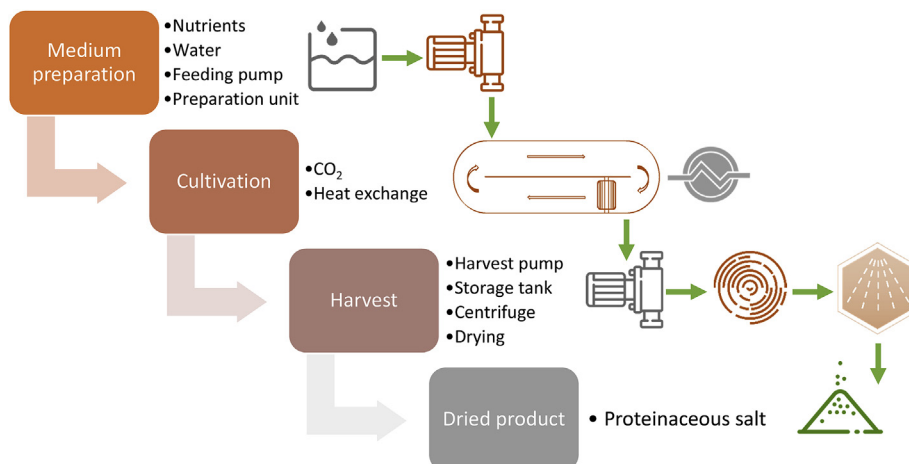 Medium
preparation
•Nutrients
•Water
•Feeding pump
•Preparation unit
Cultivation
•CO₂
•Heat exchange
Harvest
•Harvest pump
•Storage tank
•Centrifuge
•Drying
Dried product
• Proteinaceous salt